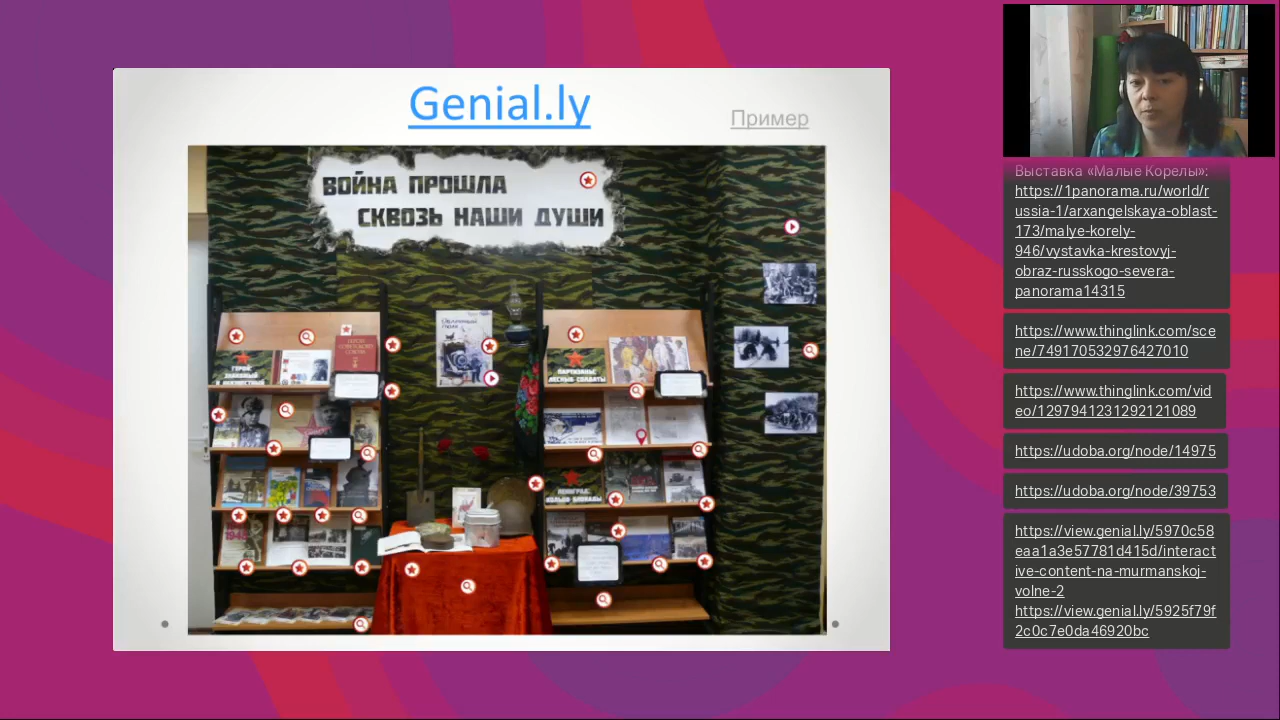 Genial.ly
Пример
ВОЙНА ПРОШЛА
СКВОЗЬ НАШИ ДУШИ
ПАРТИЗАНЫ:
ЛЕСНЫЕ СОЛДАТЫ
Выставка «Малые Корелы»:
https://1panorama.ru/world/r
ussia-1/arxangelskaya-oblast-
173/malye-korely-
946/vystavka-krestovyj-
obraz-russkogo-severa-
panorama14315
https://www.thinglink.com/sce
ne/749170532976427010
https://www.thinglink.com/vid
eo/1297941231292121089
https://udoba.org/node/14975
https://udoba.org/node/39753
https://view.genial.ly/5970c58
eaa1a3e57781d415d/interact
ive-content-na-murmanskoj-
volne-2
https://view.genial.ly/5925f79f
2c0c7e0da46920bc